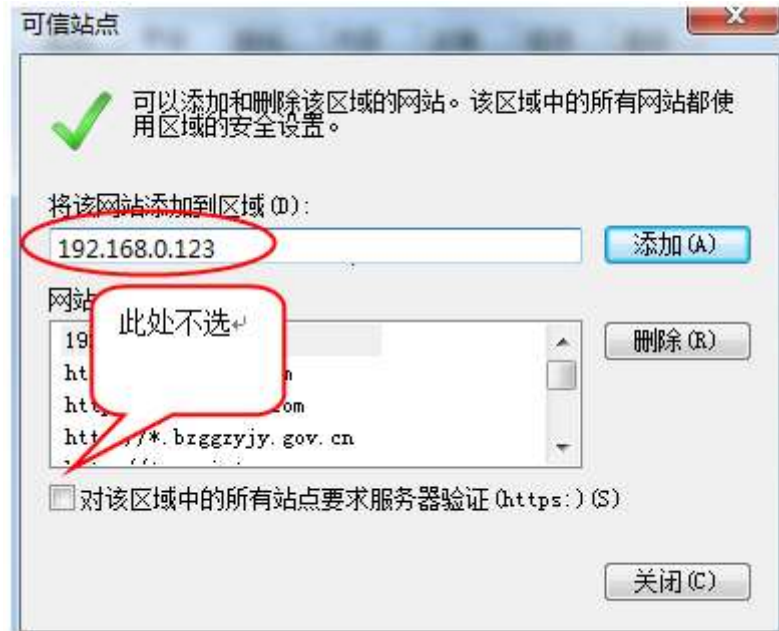 可信站点
可以添加和删除该区域的网站。该区域中的所有网站都使
用区域的安全设置。
将该网站添加到区域(D):
192.168.0.123
添加(A)
网站
此处不选
删除(R)
http://*.bzggzyjy.gov.cn
对该区域中的所有站点要求服务器验证(https:)(S)
关闭(C)